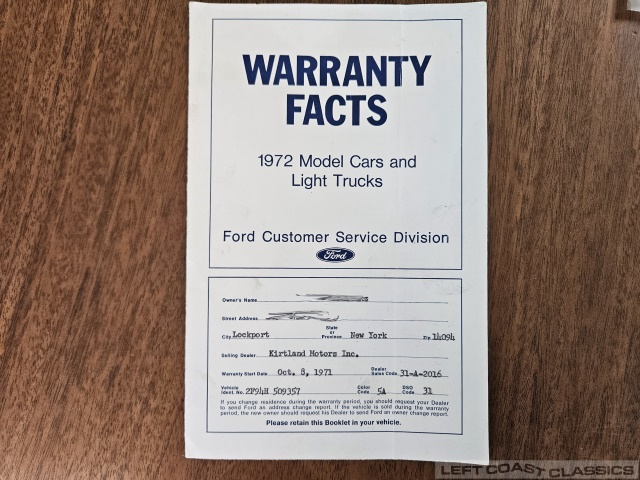 WARRANTY
FACTS
1972 Model Cars and
Light Trucks
Ford Customer Service Division
Ford
Owner's Name
Street Address
City Lockport State or Province New York Zip 14094
Selling Dealer Kirtland Motors Inc.
Warranty Start Date Oct. 8, 1971 Dealer Sales Code 31-A-2016
Vehicle Ident. No. 2F94H 509357 Color Code 5A DSO Code 31
If you change residence during the warranty period, you should request your Dealer
to send Ford an address change report. If the vehicle is sold during the warranty
period, the new owner should request his Dealer to send Ford an owner change report.
Please retain this Booklet in your vehicle.
LEFT COAST CLASSICS